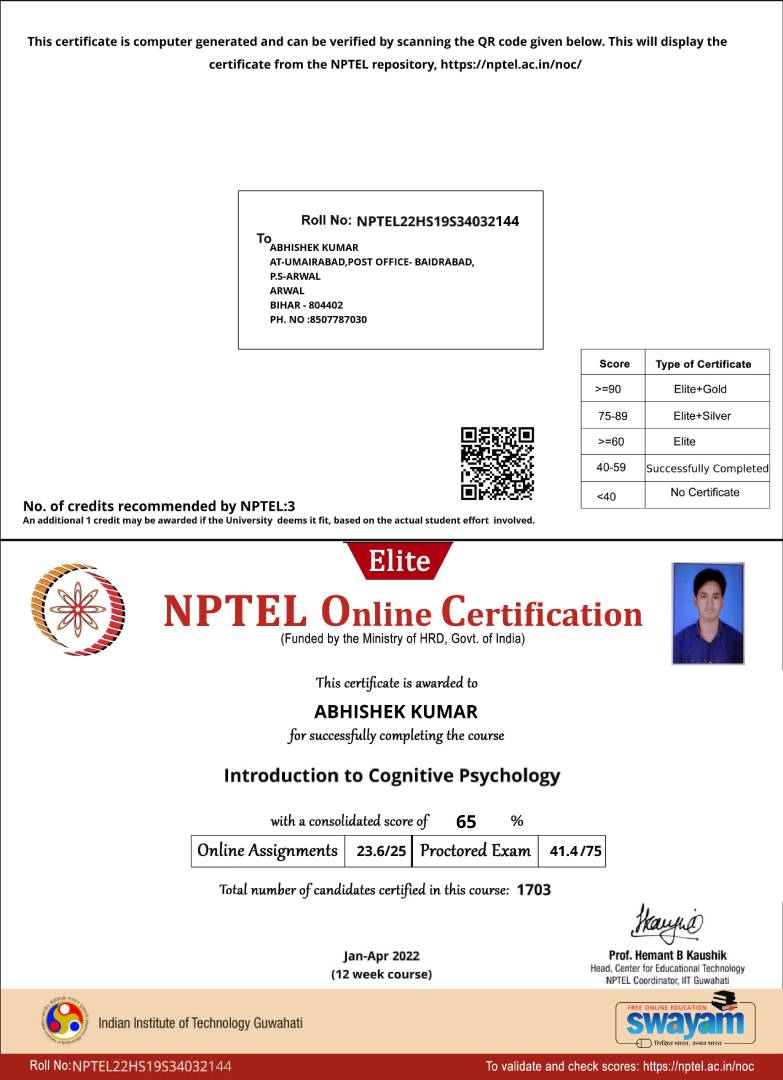 This certificate is computer generated and can be verified by scanning the QR code given below. This will display the
certificate from the NPTEL repository, https://nptel.ac.in/noc/
Roll No: NPTEL22HS19S34032144
To
ABHISHEK KUMAR
AT-UMAIRABAD,POST OFFICE- BAIDRABAD,
P.S-ARWAL
ARWAL
BIHAR - 804402
PH. NO :8507787030
Score Type of Certificate
>=90 Elite+Gold
75-89 Elite+Silver
>=60 Elite
40-59 Successfully Completed
<40 No Certificate
No. of credits recommended by NPTEL:3
An additional 1 credit may be awarded if the University deems it fit, based on the actual student effort involved.
Elite
NPTEL Online Certification
(Funded by the Ministry of HRD, Govt. of India)
This certificate is awarded to
ABHISHEK KUMAR
for successfully completing the course
Introduction to Cognitive Psychology
with a consolidated score of 65 %
Online Assignments 23.6/25 Proctored Exam 41.4/75
Total number of candidates certified in this course: 1703
Jan-Apr 2022
(12 week course)
Prof. Hemant B Kaushik
Head, Center for Educational Technology
NPTEL Coordinator, IIT Guwahati
Indian Institute of Technology Guwahati
FREE ONLINE EDUCATION
swayam
शिक्षित भारत, उन्नत भारत
Roll No:NPTEL22HS19S34032144
To validate and check scores: https://nptel.ac.in/noc